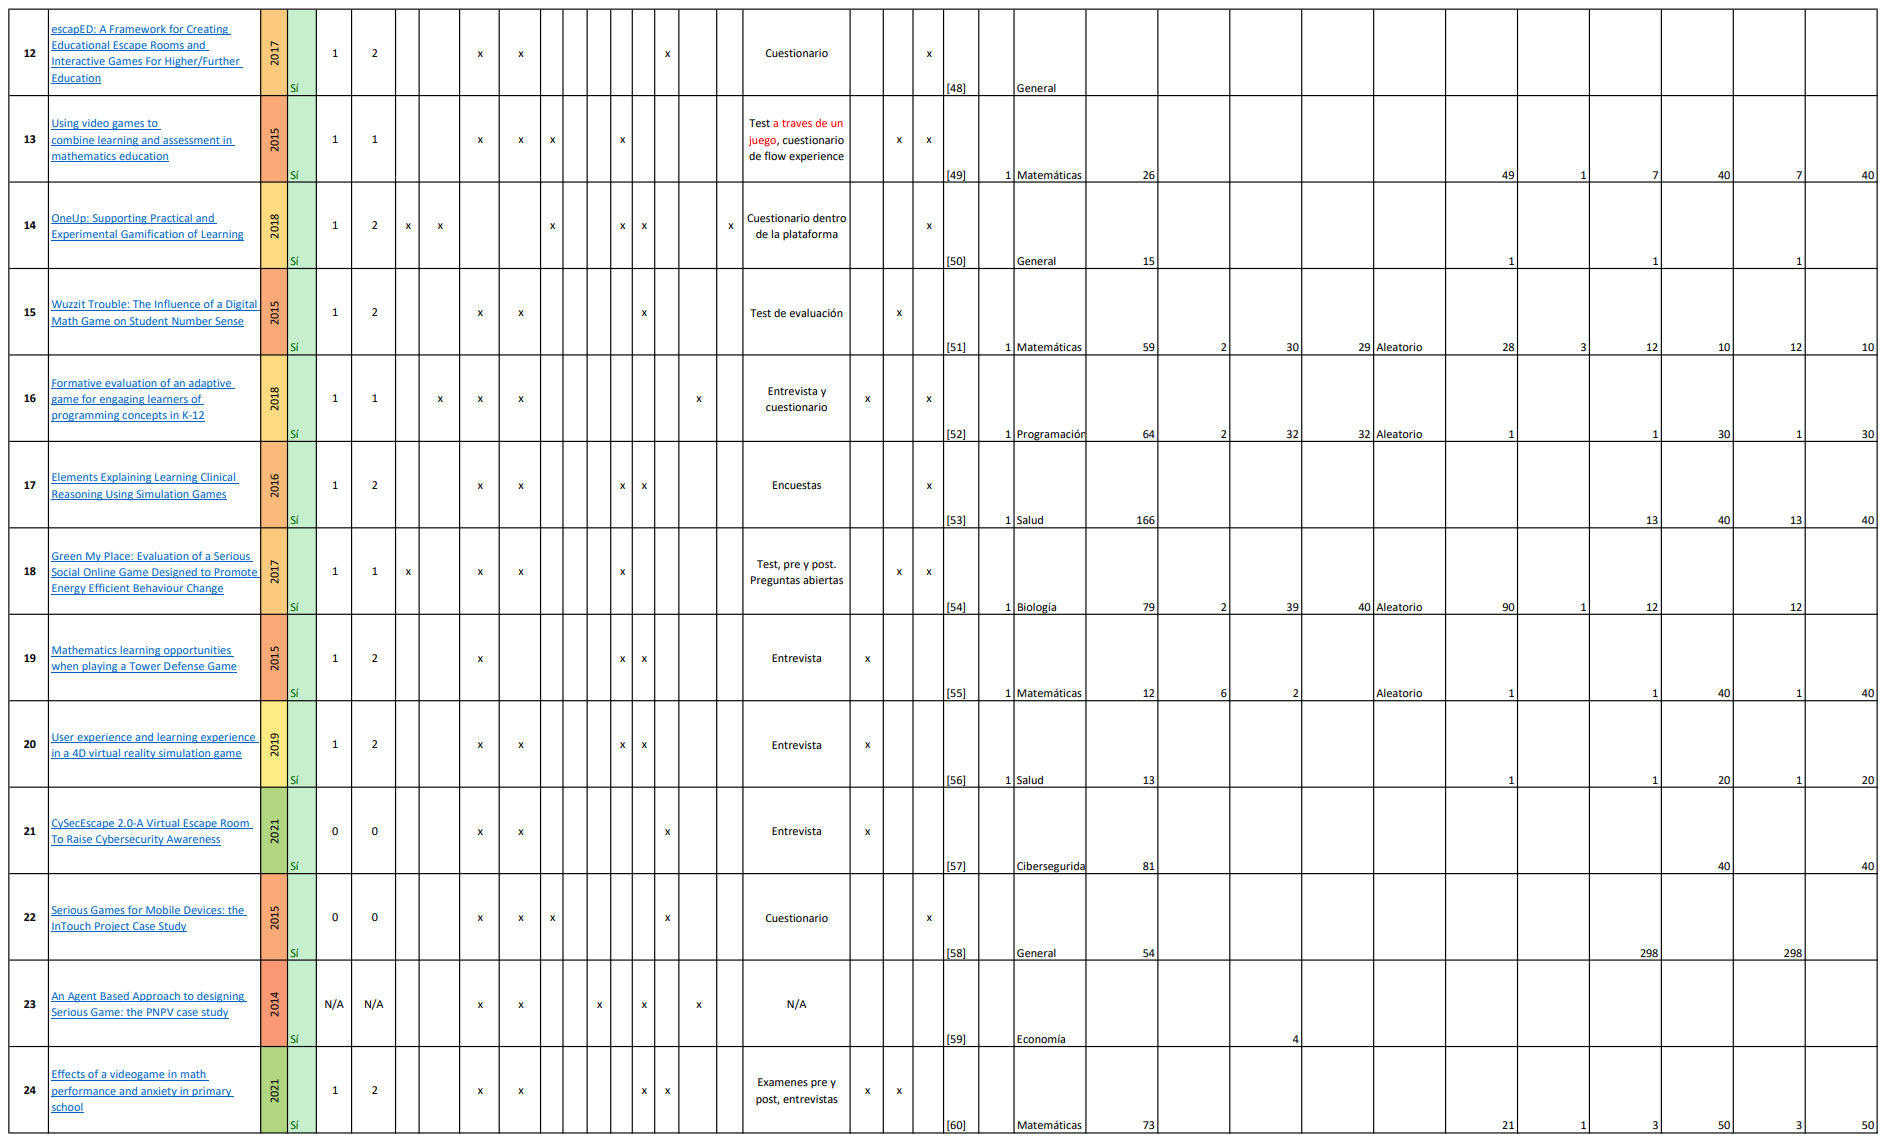 12 escapED: A Framework for Creating
Educational Escape Rooms and
Interactive Games For Higher/Further
Education
2017 Sí 1 2 x x x Cuestionario x [48] General
13 Using video games to
combine learning and assessment in
mathematics education
2015 Sí 1 1 x x x x Test a traves de un
juego, cuestionario
de flow experience
x x [49] 1 Matemáticas 26 49 1 7 40 7 40
14 OneUp: Supporting Practical and
Experimental Gamification of Learning
2018 Sí 1 2 x x x x x x Cuestionario dentro
de la plataforma
x [50] General 15 1 1 1
15 Wuzzit Trouble: The Influence of a Digital
Math Game on Student Number Sense
2015 Sí 1 2 x x x Test de evaluación x [51] 1 Matemáticas 59 2 30 29 Aleatorio 28 3 12 10 12 10
16 Formative evaluation of an adaptive
game for engaging learners of
programming concepts in K-12
2018 Sí 1 1 x x x x Entrevista y
cuestionario
x x [52] 1 Programación 64 2 32 32 Aleatorio 1 1 30 1 30
17 Elements Explaining Learning Clinical
Reasoning Using Simulation Games
2016 Sí 1 2 x x x x Encuestas x [53] 1 Salud 166 13 40 13 40
18 Green My Place: Evaluation of a Serious
Social Online Game Designed to Promote
Energy Efficient Behaviour Change
2017 Sí 1 1 x x x x Test, pre y post.
Preguntas abiertas
x x [54] 1 Biología 79 2 39 40 Aleatorio 90 1 12 12
19 Mathematics learning opportunities
when playing a Tower Defense Game
2015 Sí 1 2 x x x Entrevista x [55] 1 Matemáticas 12 6 2 Aleatorio 1 1 40 1 40
20 User experience and learning experience
in a 4D virtual reality simulation game
2019 Sí 1 2 x x x x Entrevista x [56] 1 Salud 13 1 1 20 1 20
21 CySecEscape 2.0-A Virtual Escape Room
To Raise Cybersecurity Awareness
2021 Sí 0 0 x x x Entrevista x [57] Cibersegurida 81 40 40
22 Serious Games for Mobile Devices: the
InTouch Project Case Study
2015 Sí 0 0 x x x x Cuestionario x [58] General 54 298 298
23 An Agent Based Approach to designing
Serious Game: the PNPV case study
2014 Sí N/A N/A x x x x x N/A [59] Economía 4
24 Effects of a videogame in math
performance and anxiety in primary
school
2021 Sí 1 2 x x x x Examenes pre y
post, entrevistas
x x [60] Matemáticas 73 21 1 3 50 3 50